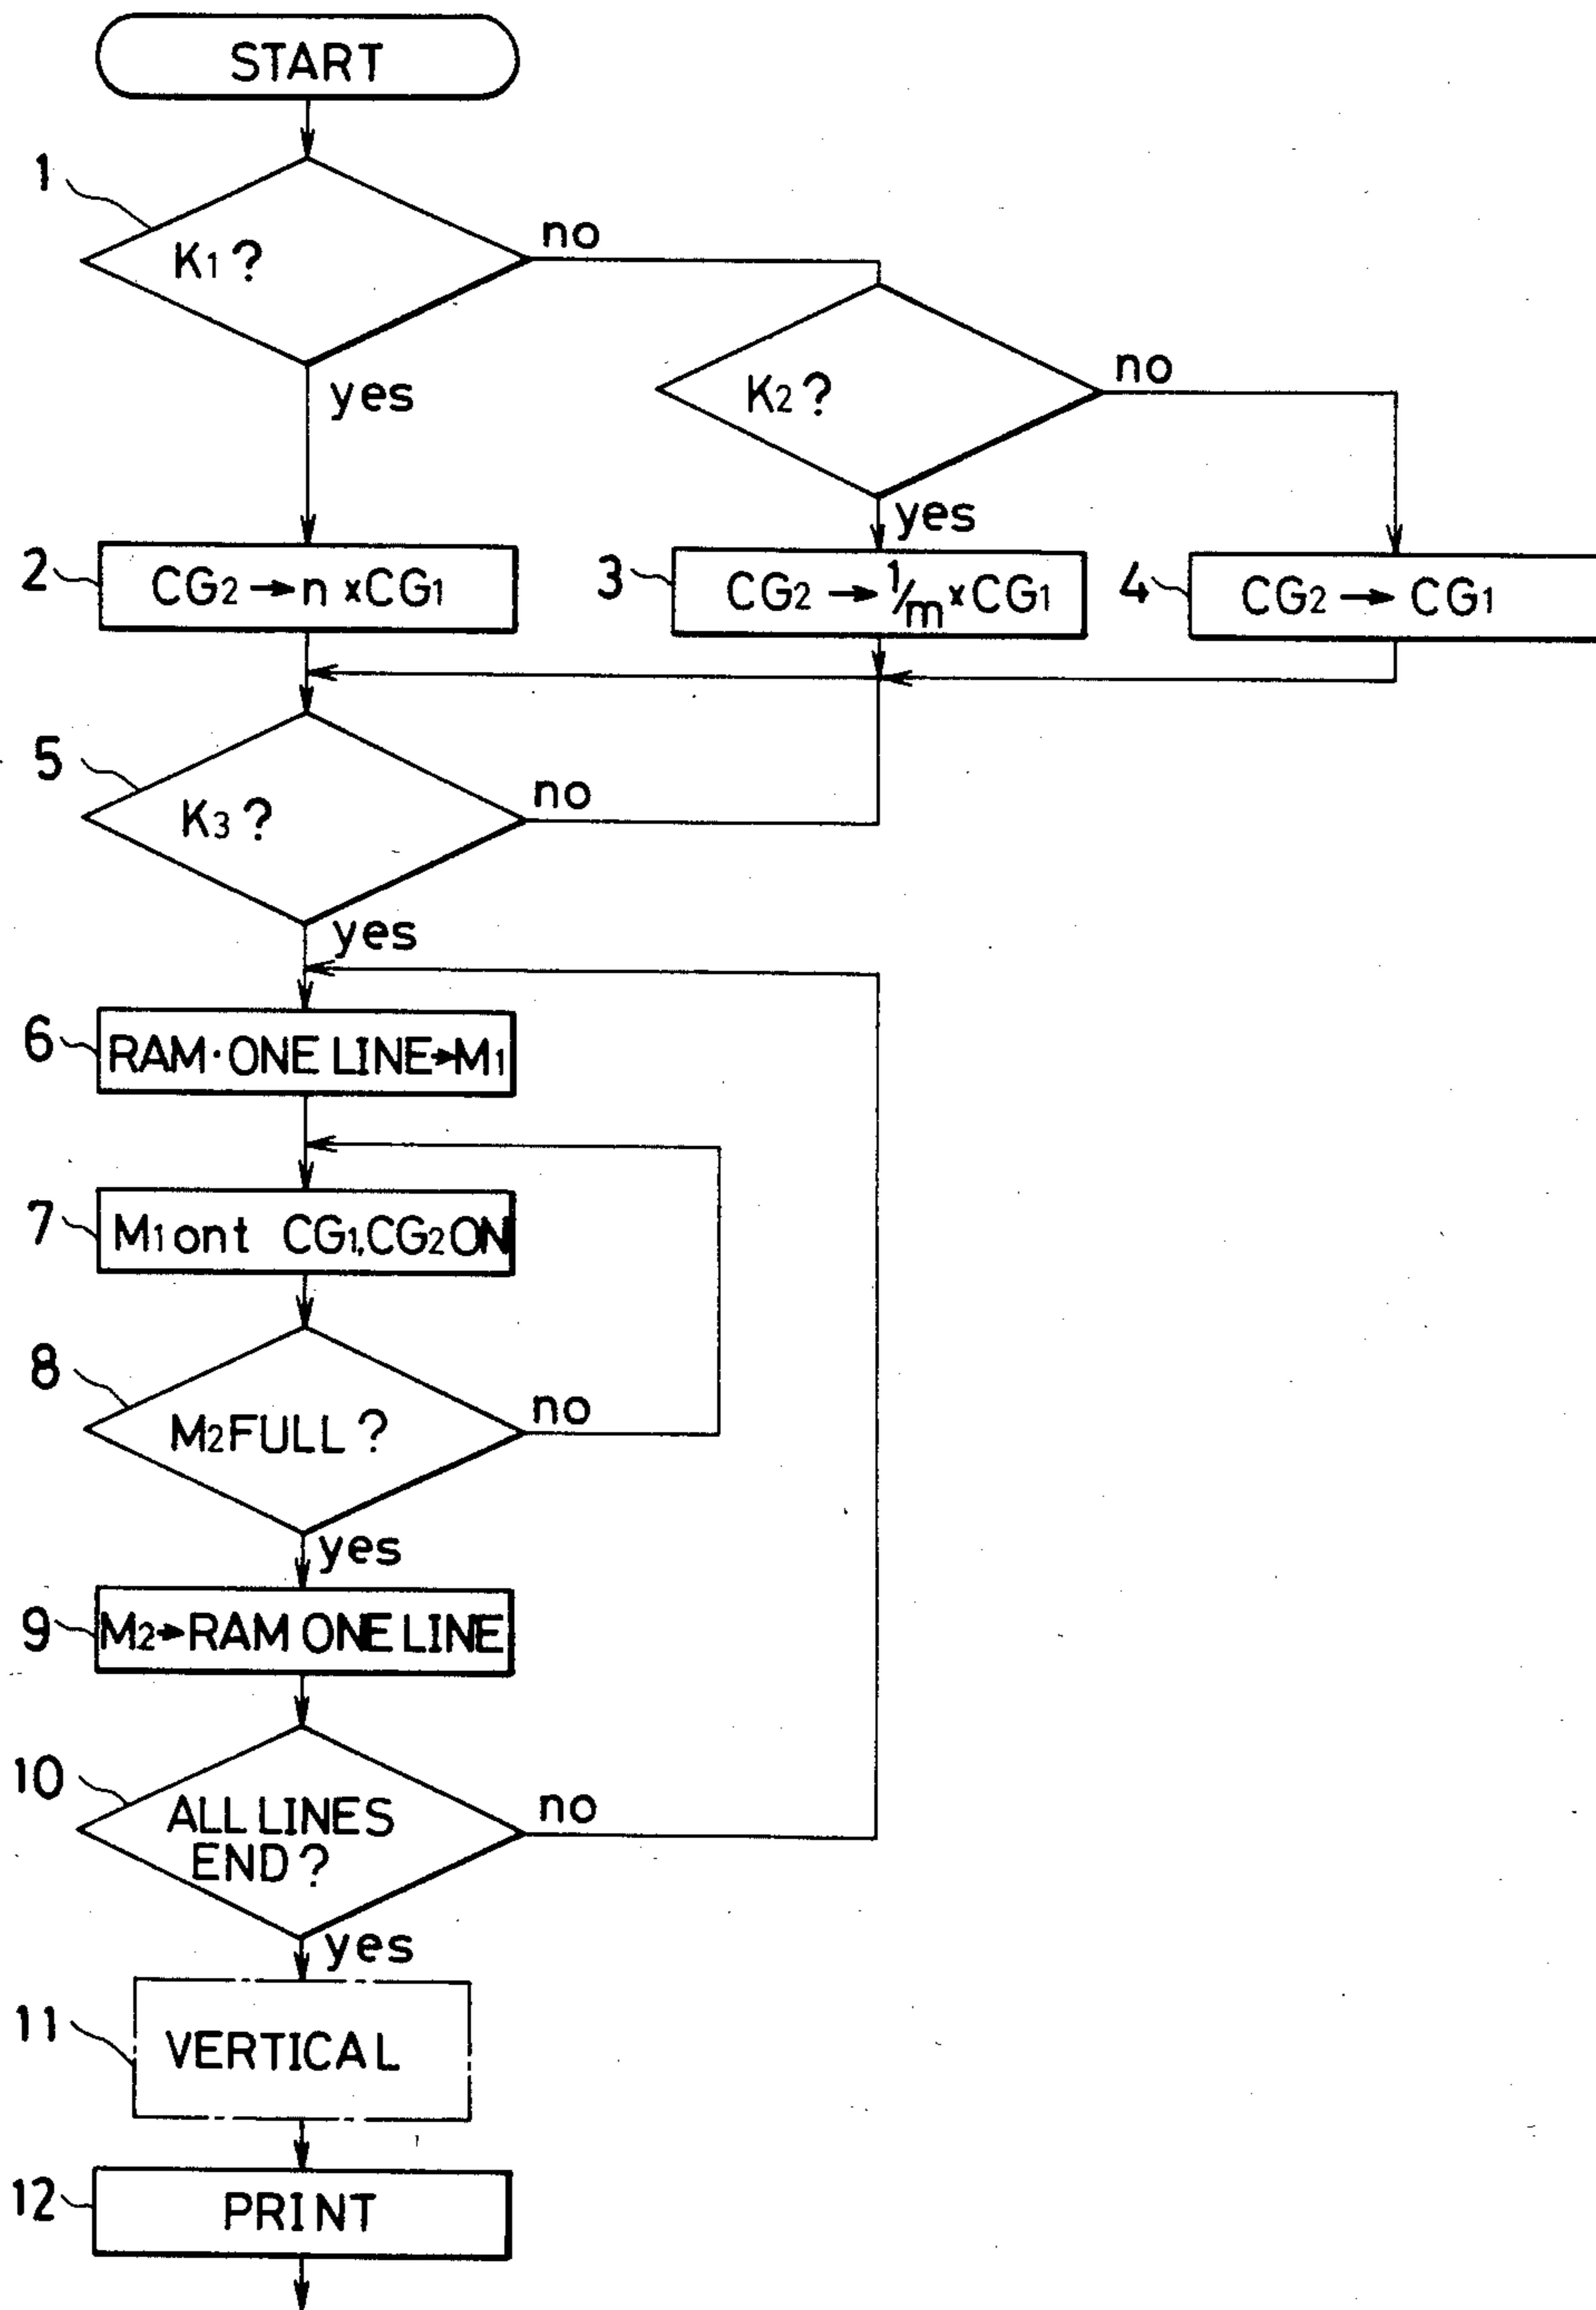 START
1
K1?
no
yes
K2?
no
yes
2
CG2 → n ×CG1
3
CG2 → 1/m ×CG1
4
CG2 → CG1
5
K3?
no
yes
6
RAM·ONE LINE→M1
7
M1 ont CG1,CG2 ON
8
M2 FULL?
no
yes
9
M2→RAM ONE LINE
10
ALL LINES
END?
no
yes
11
VERTICAL
12
PRINT